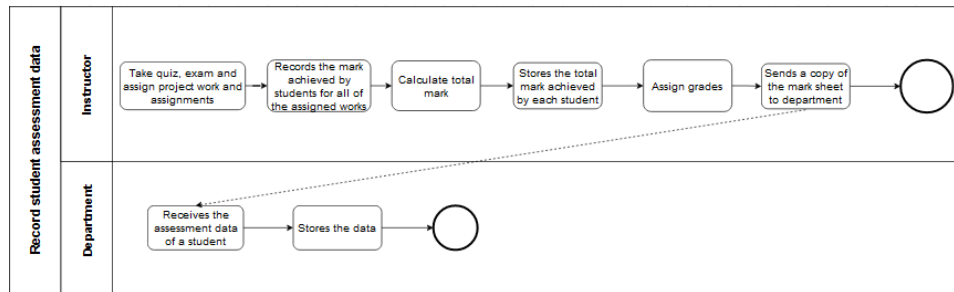 Record student assessment data
Instructor
Take quiz, exam and
assign project work and
assignments
Records the mark
achieved by
students for all of
the assigned works
Calculate total
mark
Stores the total
mark achieved
by each student
Assign grades
Sends a copy of
the mark sheet
to department
Department
Receives the
assessment data
of a student
Stores the data